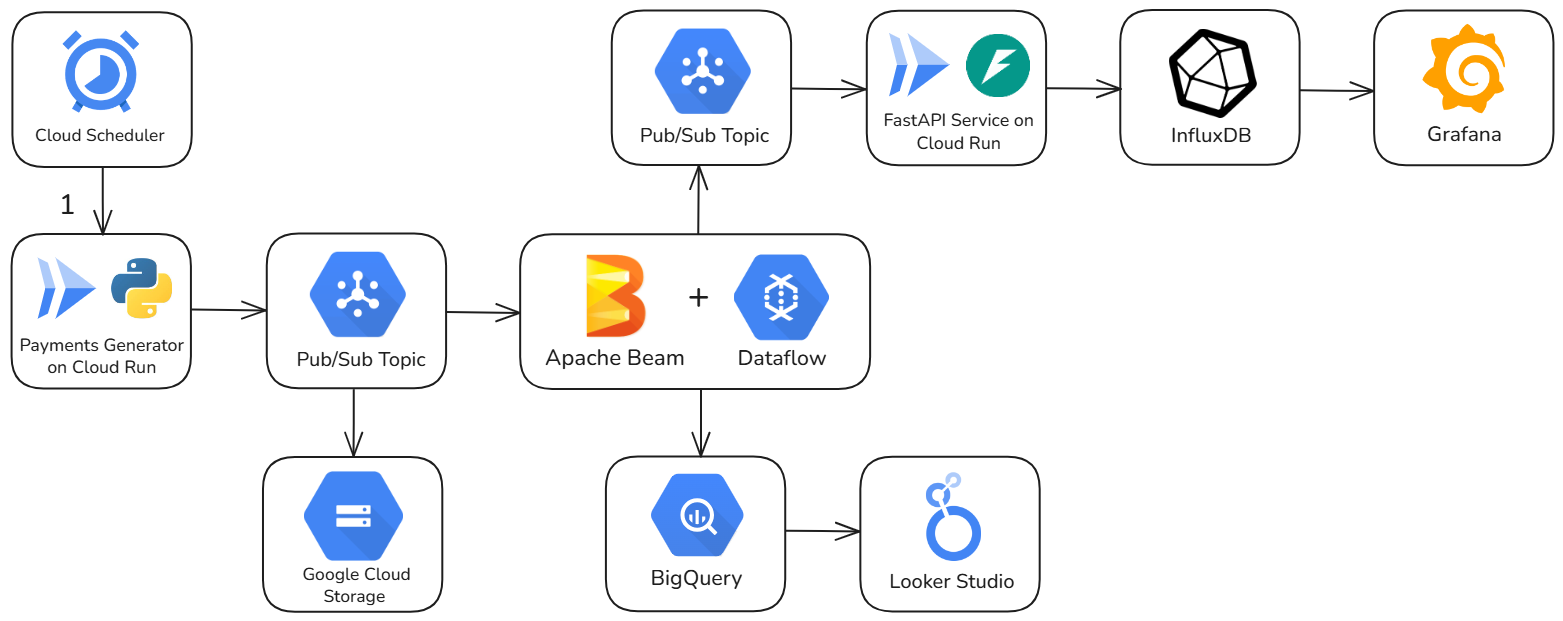 Pub/Sub Topic
FastAPI Service on
Cloud Run
InfluxDB
Grafana
Cloud Scheduler
1
Payments Generator
on Cloud Run
Pub/Sub Topic
+
Apache Beam
Dataflow
Google Cloud
Storage
BigQuery
Looker Studio